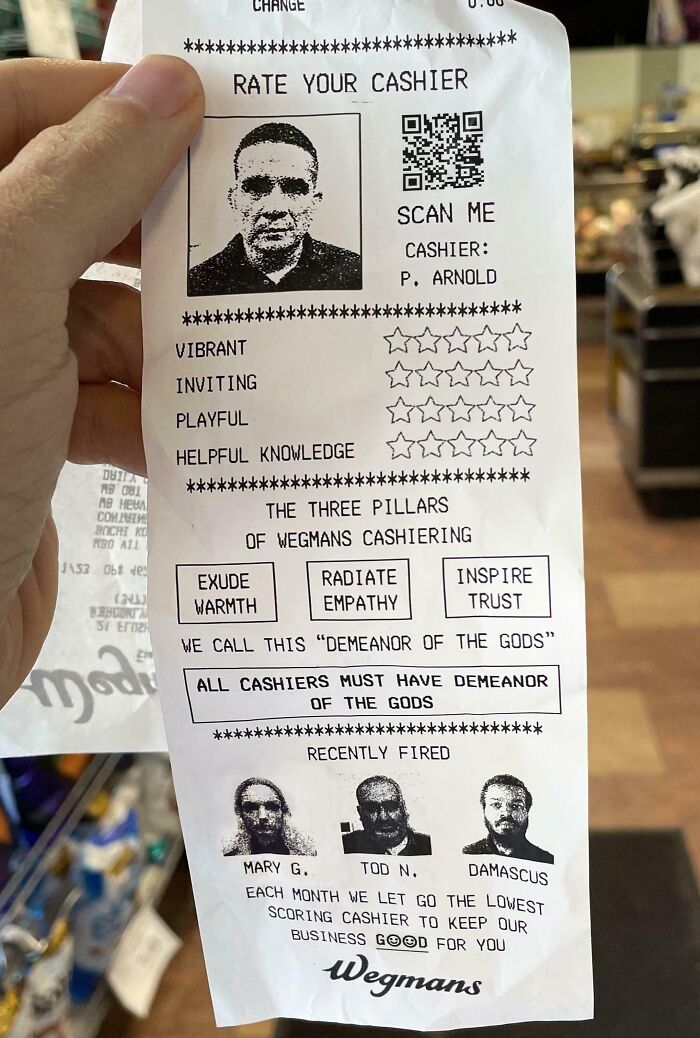 CHANGE 0.00
*******************************
RATE YOUR CASHIER
SCAN ME
CASHIER:
P. ARNOLD
*******************************
VIBRANT
INVITING
PLAYFUL
HELPFUL KNOWLEDGE
*******************************
THE THREE PILLARS
OF WEGMANS CASHIERING
EXUDE
WARMTH
RADIATE
EMPATHY
INSPIRE
TRUST
WE CALL THIS “DEMEANOR OF THE GODS”
ALL CASHIERS MUST HAVE DEMEANOR
OF THE GODS
*******************************
RECENTLY FIRED
MARY G. TOD N. DAMASCUS
EACH MONTH WE LET GO THE LOWEST
SCORING CASHIER TO KEEP OUR
BUSINESS G☺☺D FOR YOU
Wegmans